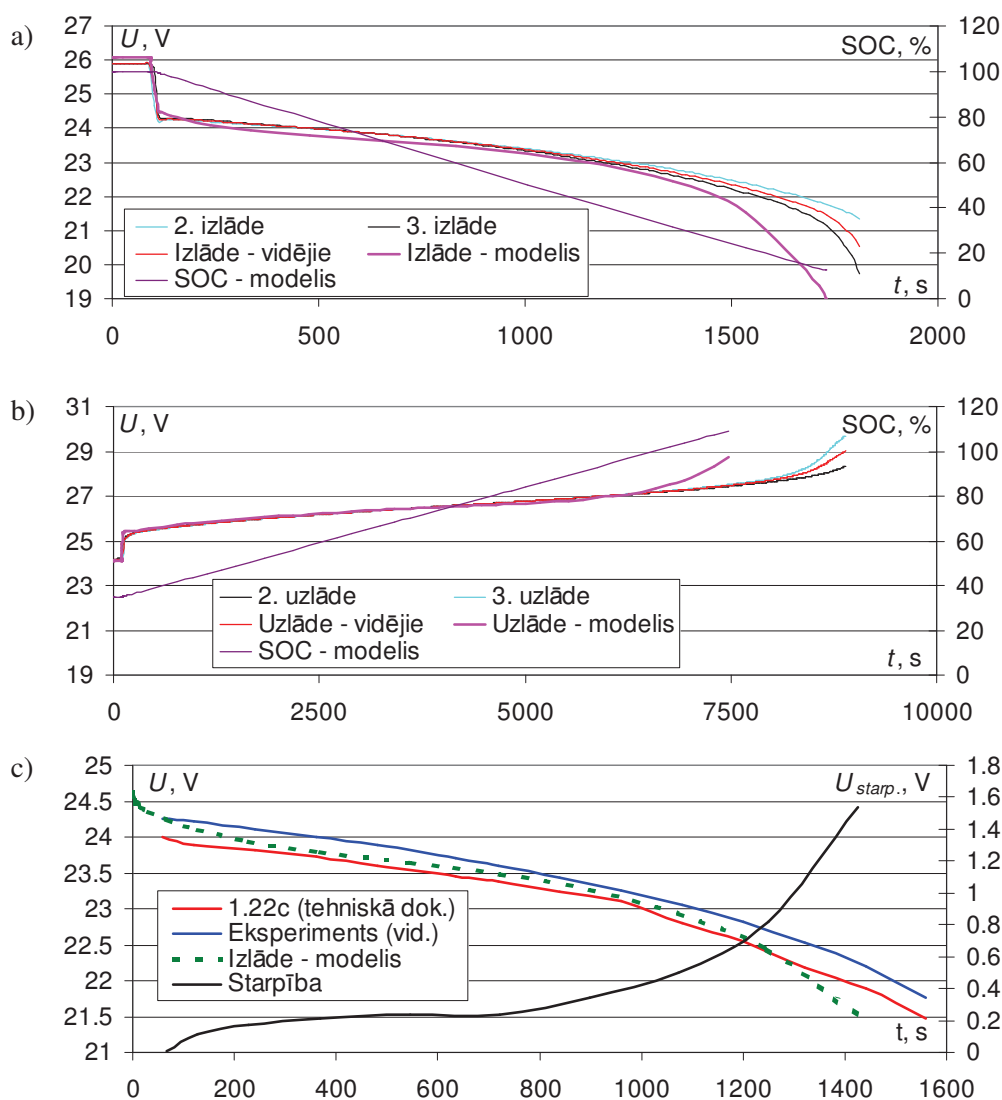 a)
U, V
SOC, %
27
26
25
24
23
22
21
20
19
120
100
80
60
40
20
0
2. izlāde
3. izlāde
Izlāde - vidējie
Izlāde - modelis
SOC - modelis
t, s
0 500 1000 1500 2000
b)
U, V
SOC, %
31
29
27
25
23
21
19
120
100
80
60
40
20
0
2. uzlāde
3. uzlāde
Uzlāde - vidējie
Uzlāde - modelis
SOC - modelis
t, s
0 2500 5000 7500 10000
c)
U, V
U starp., V
25
24.5
24
23.5
23
22.5
22
21.5
21
1.8
1.6
1.4
1.2
1
0.8
0.6
0.4
0.2
0
1.22c (tehniskā dok.)
Eksperiments (vid.)
Izlāde - modelis
Starpība
t, s
0 200 400 600 800 1000 1200 1400 1600